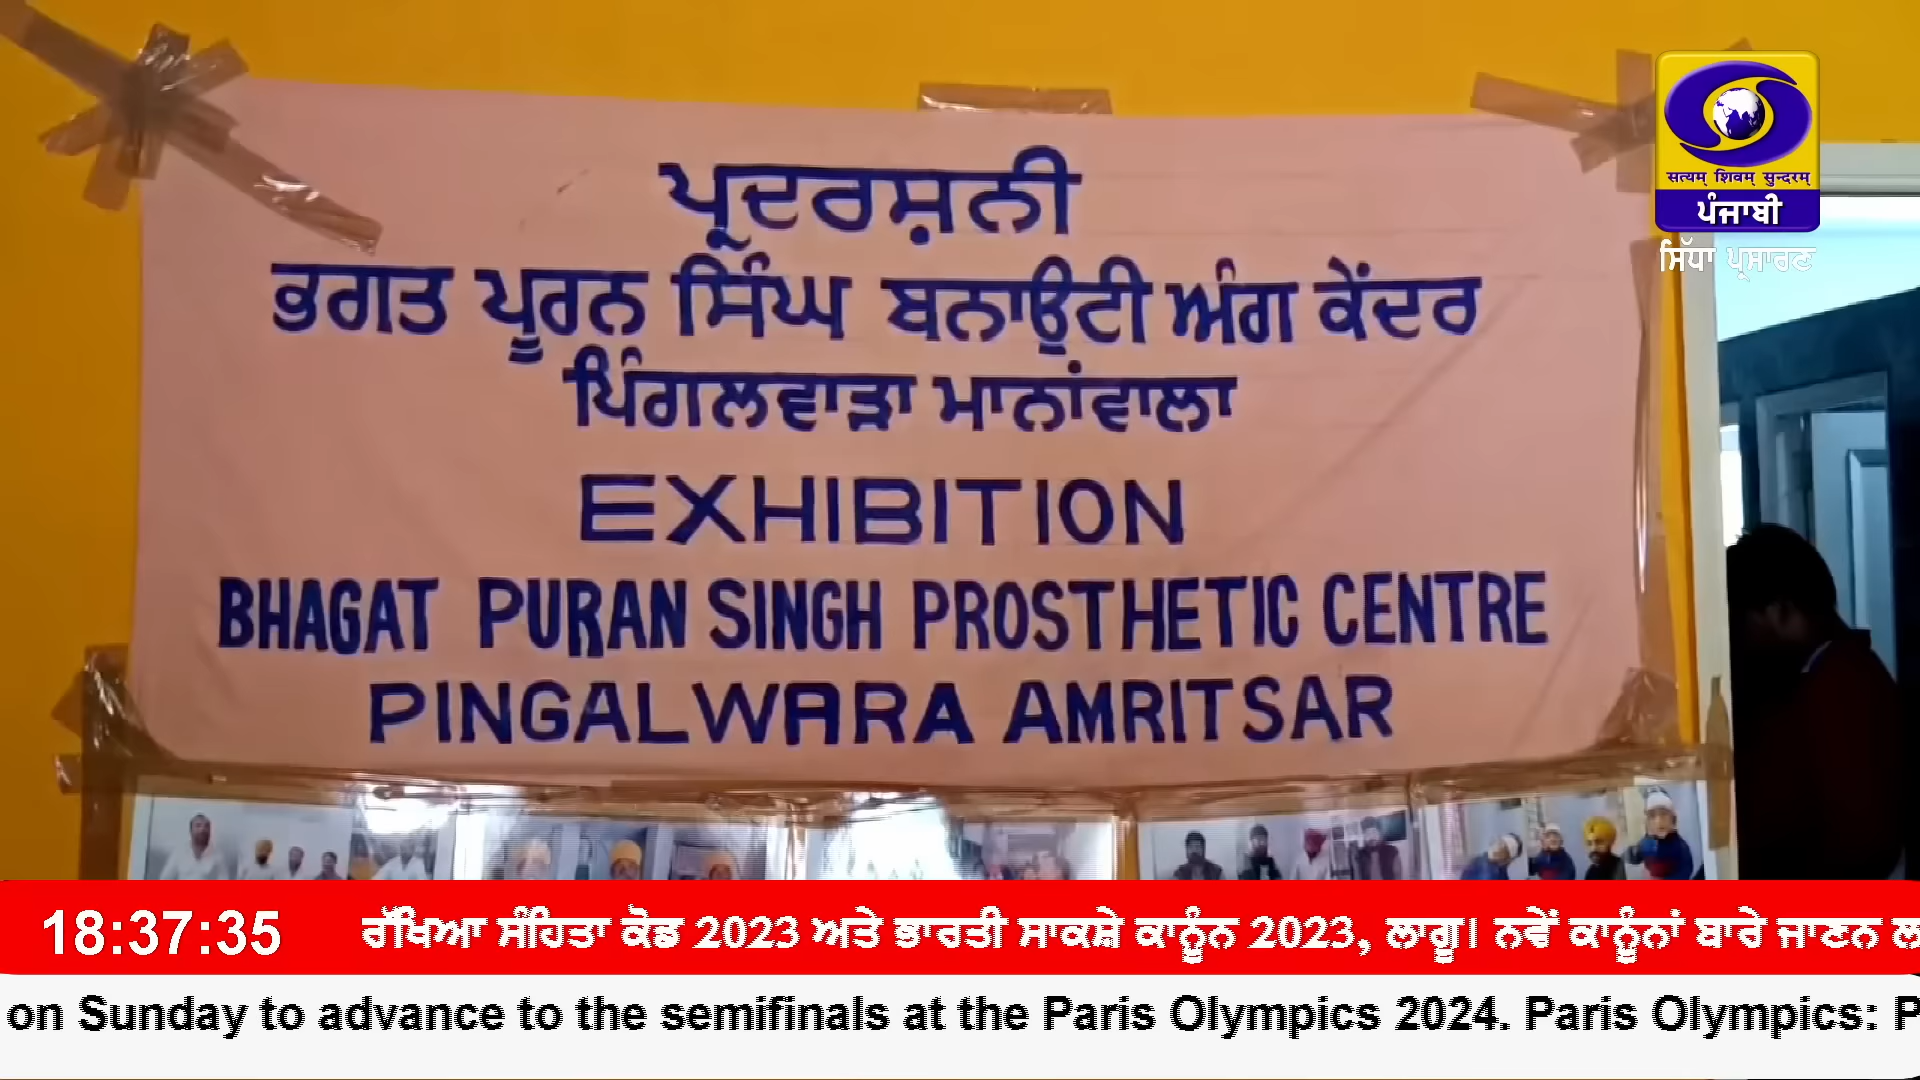 ਪ੍ਰਦਰਸ਼ਨੀ
ਭਗਤ ਪੂਰਨ ਸਿੰਘ ਬਨਾਉਟੀ ਅੰਗ ਕੇਂਦਰ
ਪਿੰਗਲਵਾੜਾ ਮਾਨਾਂਵਾਲਾ
EXHIBITION
BHAGAT PURAN SINGH PROSTHETIC CENTRE
PINGALWARA AMRITSAR
सत्यम् शिवम् सुन्दरम्
ਪੰਜਾਬੀ
ਸਿੱਧਾ ਪ੍ਰਸਾਰਣ
18:37:35 ਰੱਖਿਆ ਸੰਹਿਤਾ ਕੋਡ 2023 ਅਤੇ ਭਾਰਤੀ ਸਾਕਸ਼ੇ ਕਾਨੂੰਨ 2023, ਲਾਗੂ। ਨਵੇਂ ਕਾਨੂੰਨਾਂ ਬਾਰੇ ਜਾਣਨ ਲ
on Sunday to advance to the semifinals at the Paris Olympics 2024. Paris Olympics: P